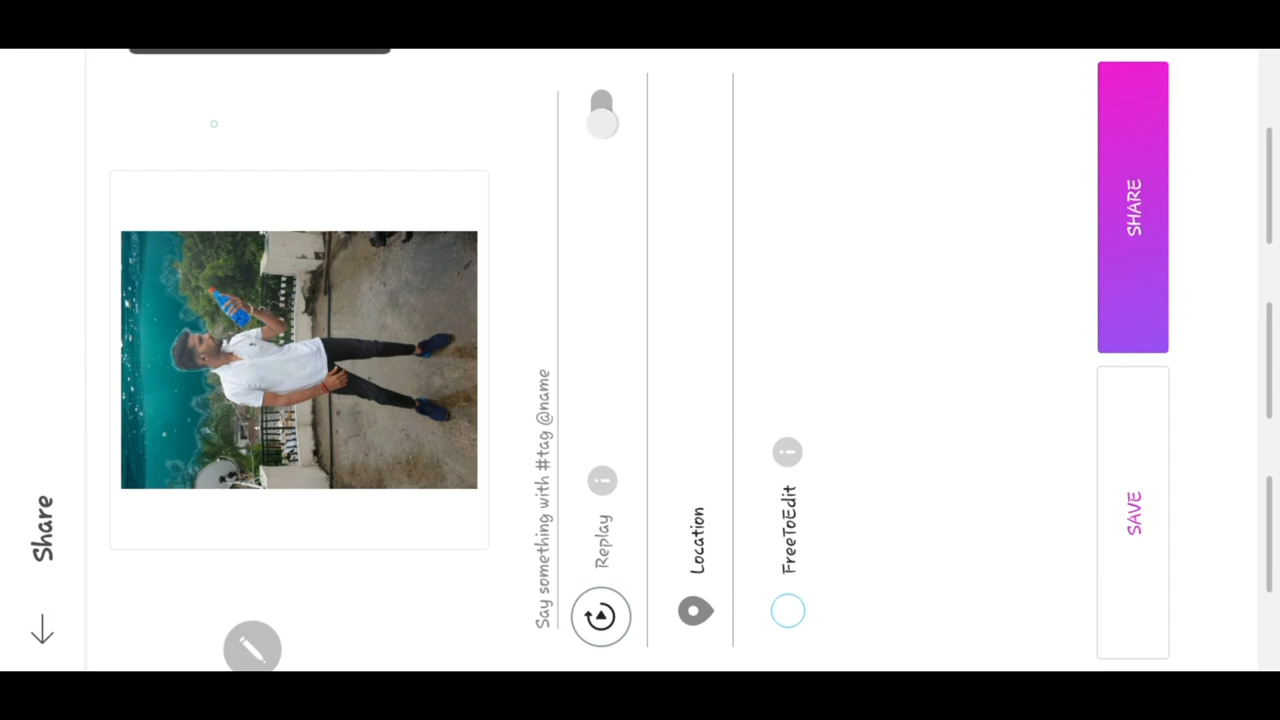 Share
Say something with #tag @name
Replay
Location
FreeToEdit
SAVE
SHARE